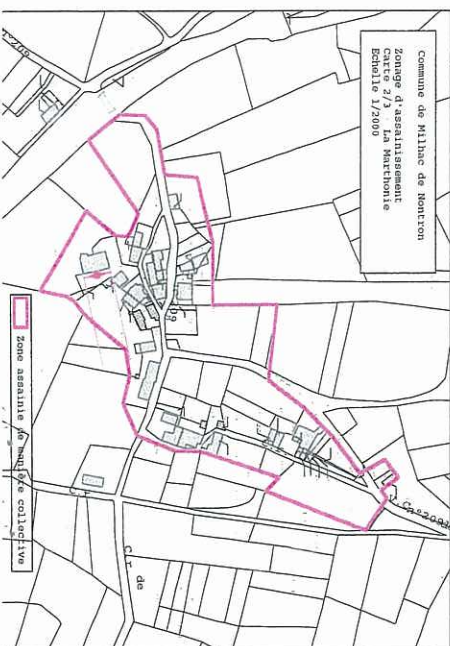 Commune de Milhac de Nontron
Zonage d'assainissement
Carte 2/3 La Marthonie
Echelle 1/2000
Zone assainie de manière collective
C.r. de